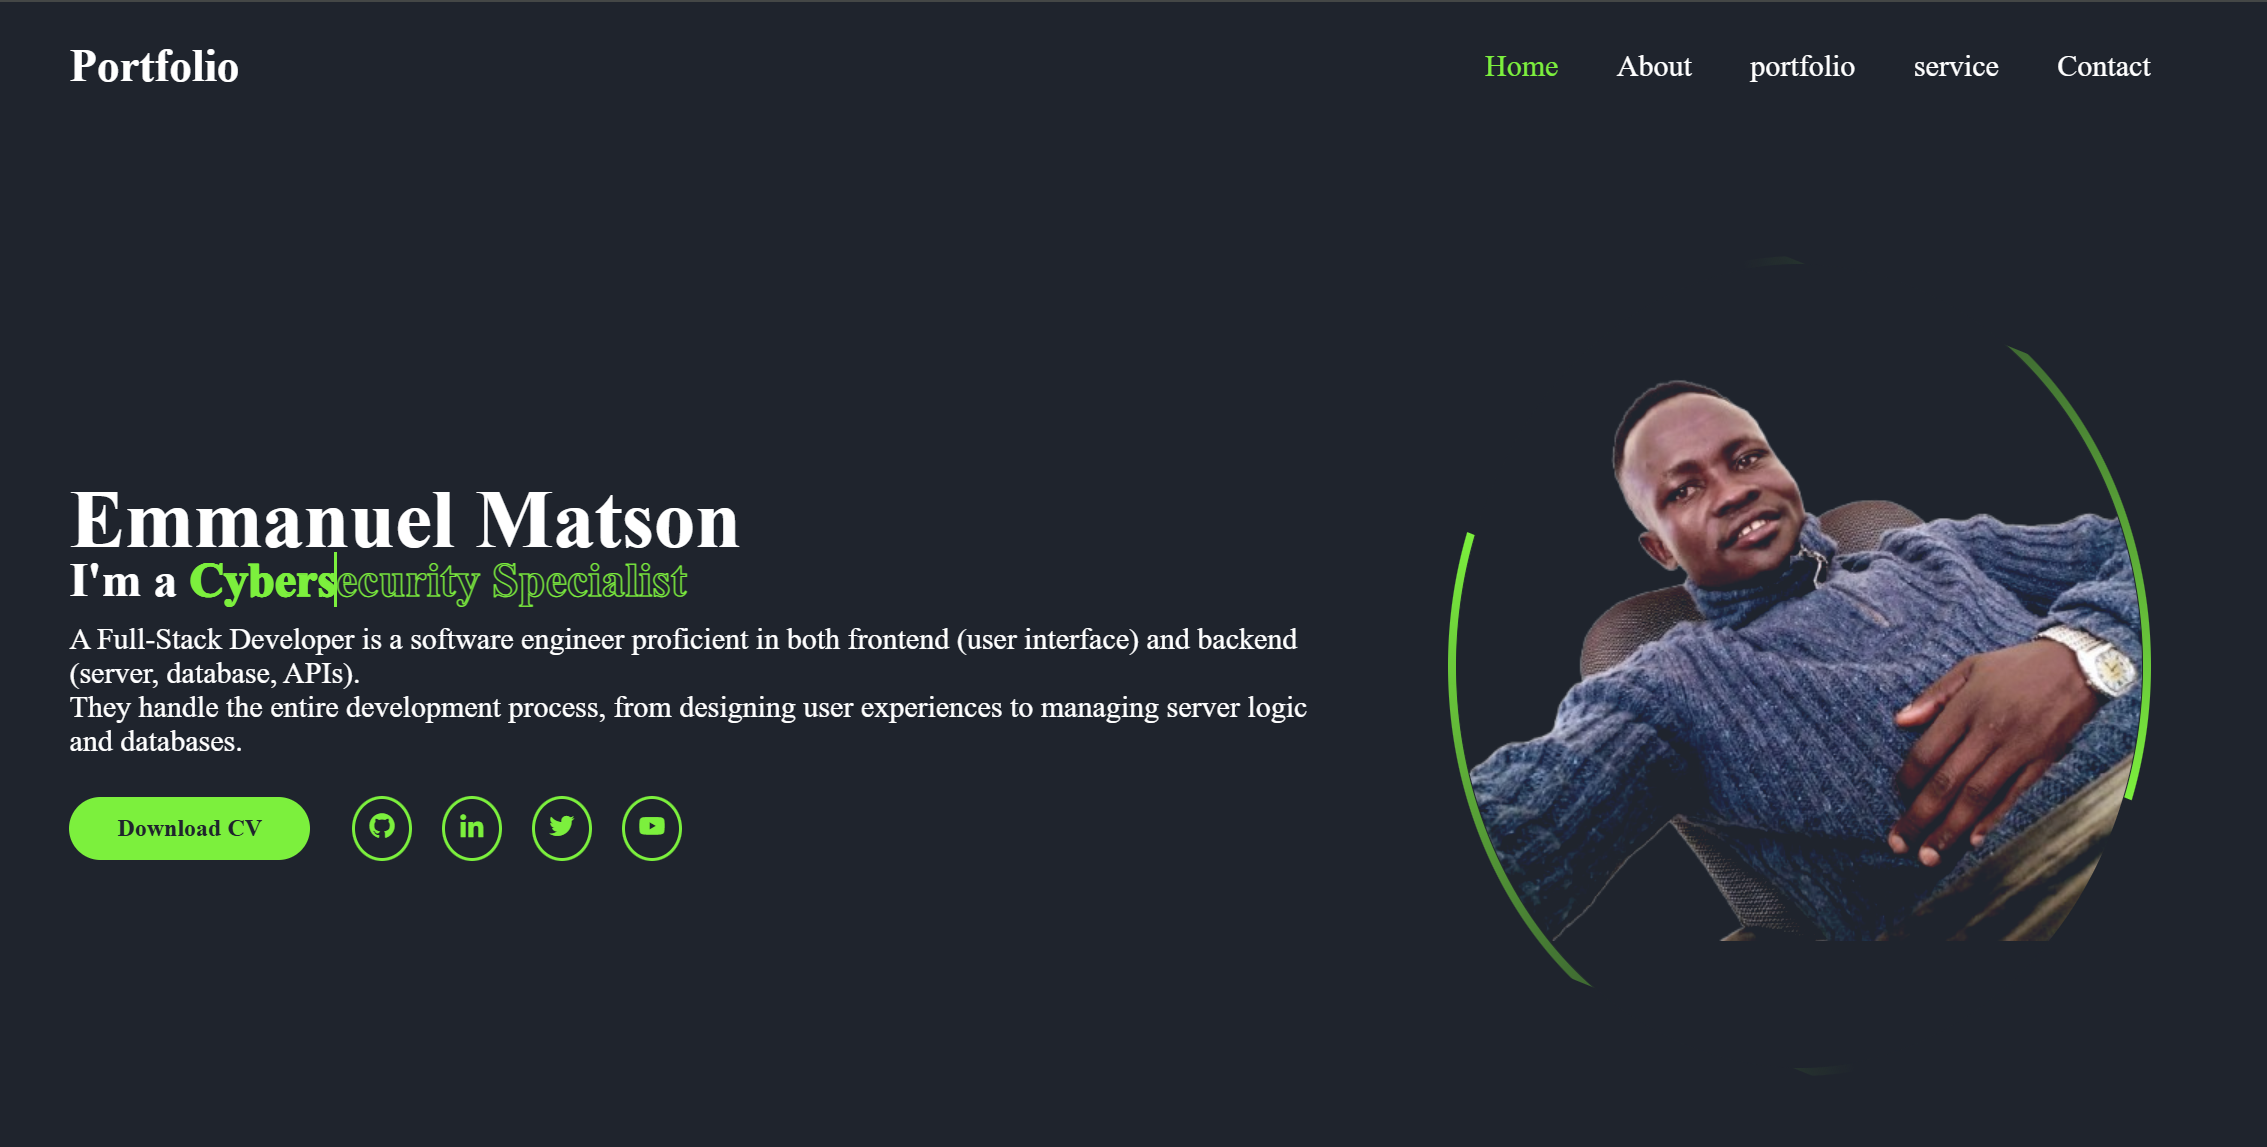 Portfolio
Home About portfolio service Contact
Emmanuel Matson
I'm a Cybersecurity Specialist
A Full-Stack Developer is a software engineer proficient in both frontend (user interface) and backend
(server, database, APIs).
They handle the entire development process, from designing user experiences to managing server logic
and databases.
Download CV